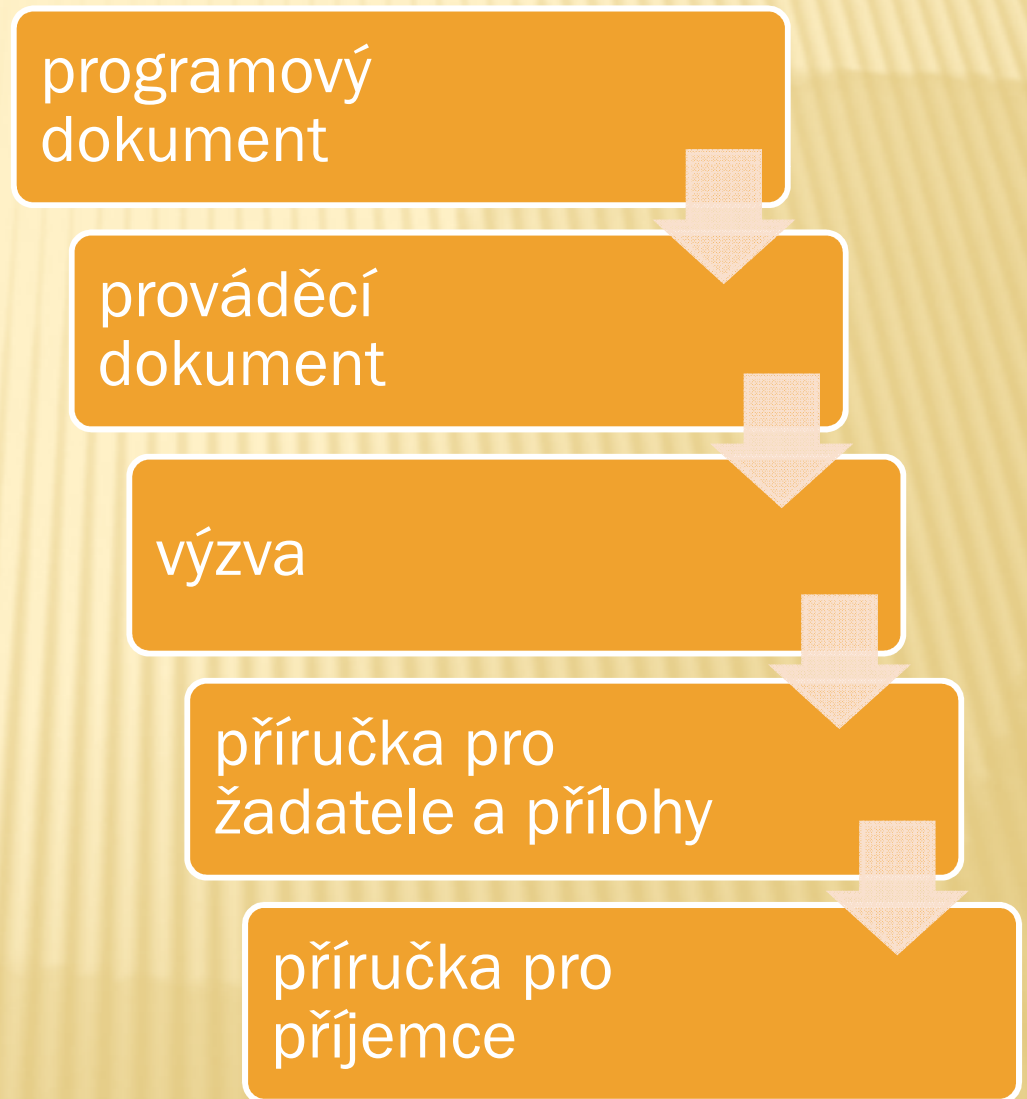 programový
dokument
prováděcí
dokument
výzva
příručka pro
žadatele a přílohy
příručka pro
příjemce